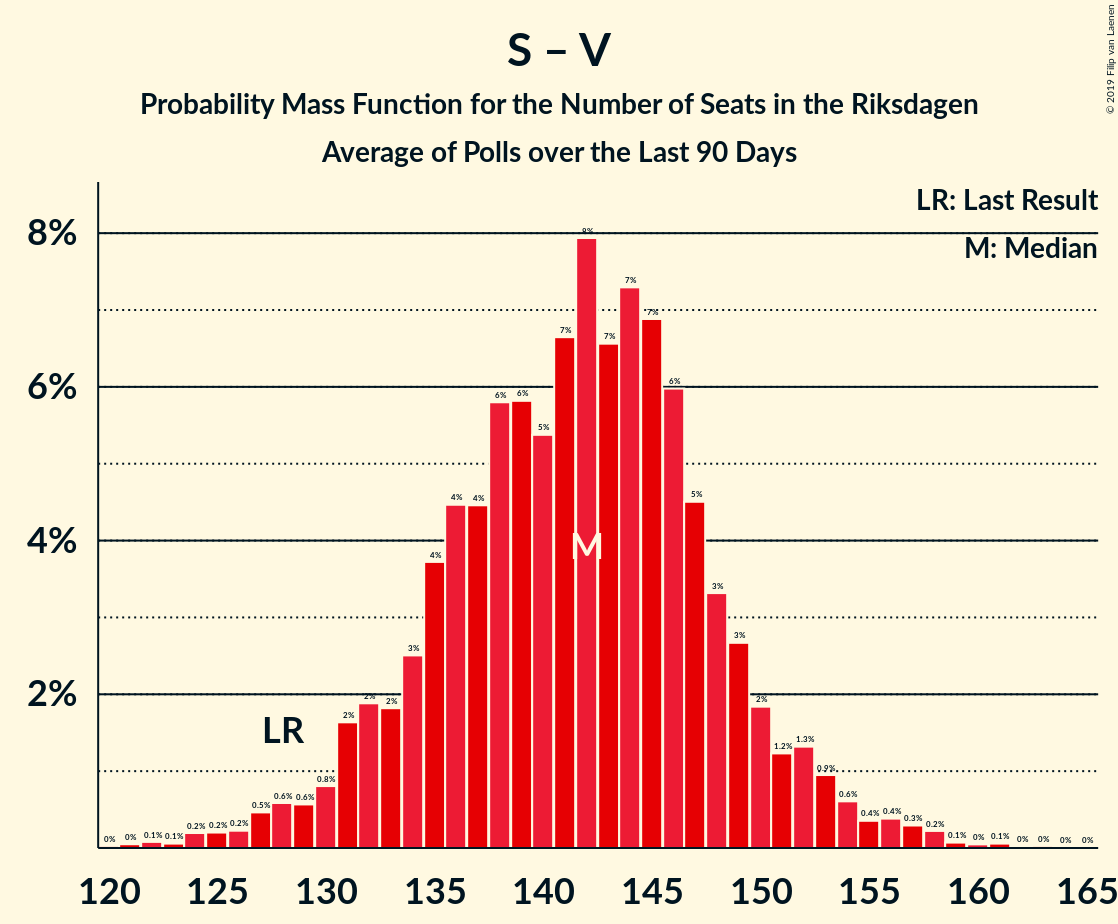 S – V
Probability Mass Function for the Number of Seats in the Riksdagen
Average of Polls over the Last 90 Days
© 2019 Filip van Laenen
LR: Last Result
M: Median
8%
6%
4%
2%
0% 0% 0.1% 0.1% 0.2% 0.2% 0.2% 0.5% 0.6% 0.6% 0.8% 2% 2% 2% 3% 4% 4% 4% 6% 6% 5% 7% 8% 7% 7% 7% 6% 5% 3% 3% 2% 1.2% 1.3% 0.9% 0.6% 0.4% 0.4% 0.3% 0.2% 0.1% 0% 0.1% 0% 0% 0% 0%
LR
M
120 125 130 135 140 145 150 155 160 165